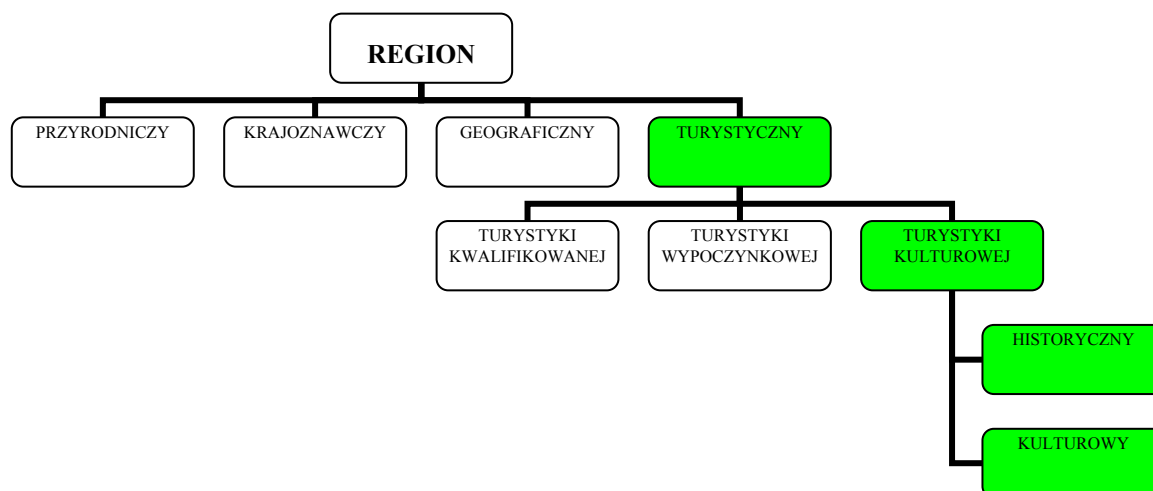 REGION
PRZYRODNICZY
KRAJOZNAWCZY
GEOGRAFICZNY
TURYSTYCZNY
TURYSTYKI
KWALIFIKOWANEJ
TURYSTYKI
WYPOCZYNKOWEJ
TURYSTYKI
KULTUROWEJ
HISTORYCZNY
KULTUROWY